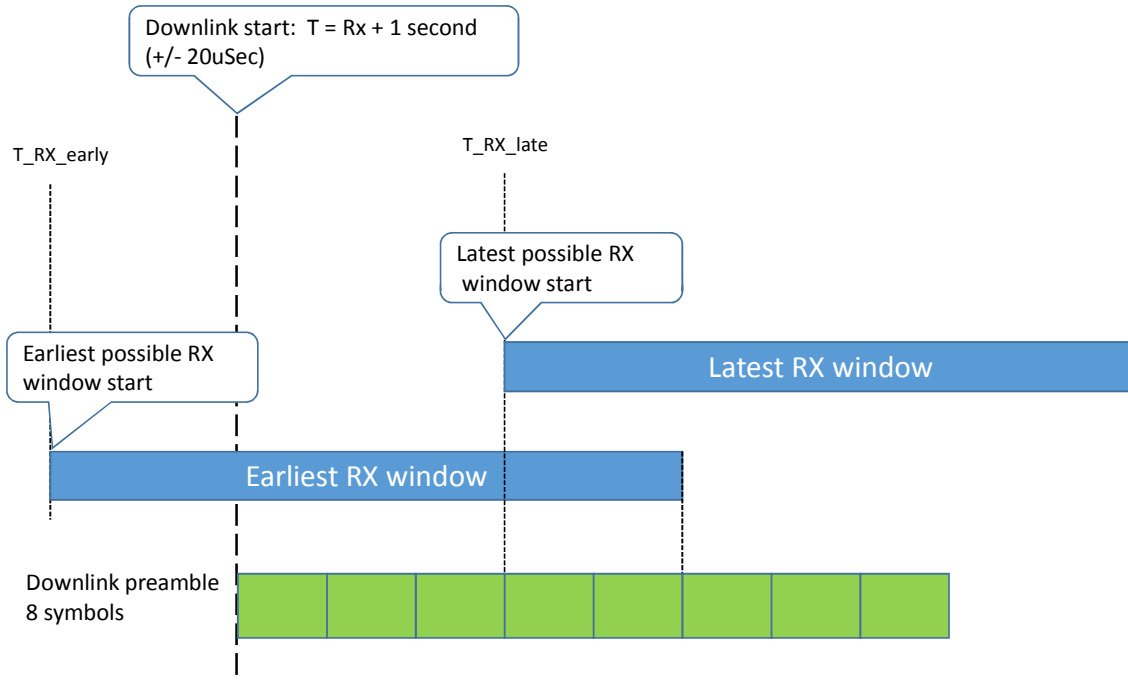 Downlink start:  T = Rx + 1 second
(+/- 20uSec)
T_RX_early
T_RX_late
Latest possible RX
window start
Earliest possible RX
window start
Latest RX window
Earliest RX window
Downlink preamble
8 symbols